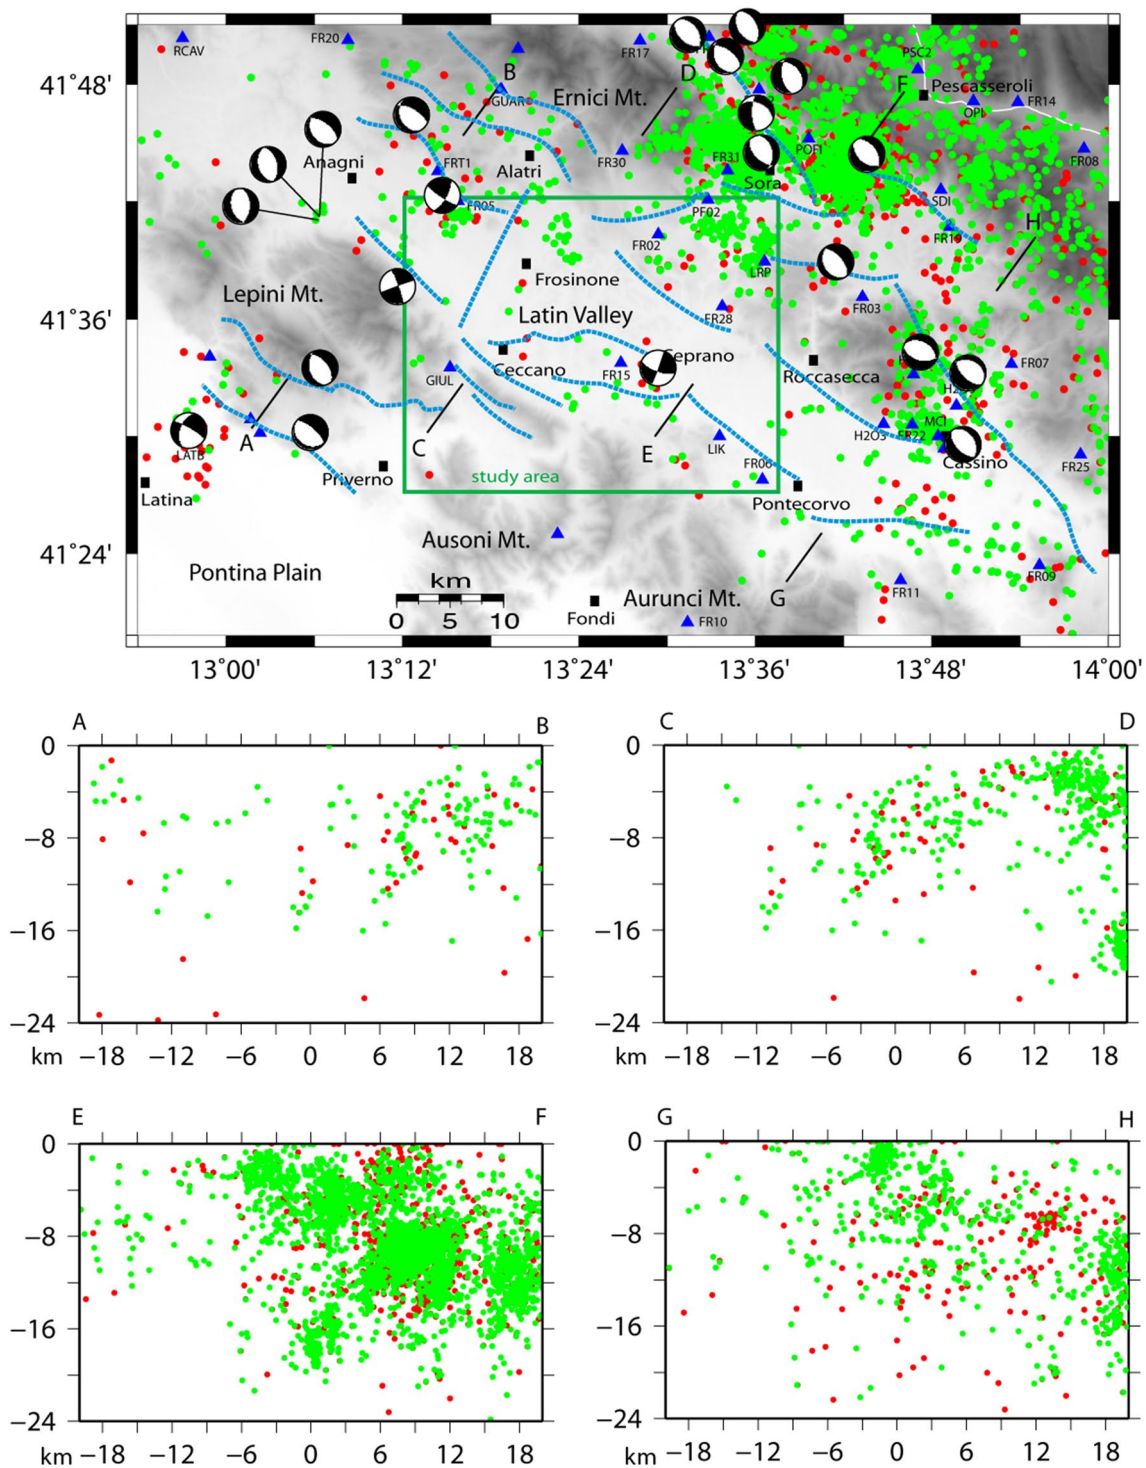 RCAV
FR20
FR17
PSC2
41°48'
B
D
F
Pescasseroli
GUAR
Ernici Mt.
OPI
FR14
Anagni
Alatri
FRT1
FR30
FR31
POF1
FR08
Sora
FR05
PF02
SDI
H
FR02
FR19
Frosinone
LRP
Lepini Mt.
Latin Valley
FR28
FR03
41°36'
Ceprano
Ceccano
FR15
Roccasecca
FR07
GIUL
A
C
E
LIK
H2O3
FR22
MCI
LATB
Cassino
FR25
Priverno
study area
FR06
Latina
Pontecorvo
41°24'
Ausoni Mt.
Pontina Plain
km
0 5 10
Fondi
Aurunci Mt.
G
FR11
FR09
FR10
13°00' 13°12' 13°24' 13°36' 13°48' 14°00'
A B
0
−8
−16
−24
km −18 −12 −6 0 6 12 18
C D
0
−8
−16
−24
km −18 −12 −6 0 6 12 18
E F
0
−8
−16
−24
km −18 −12 −6 0 6 12 18
G H
0
−8
−16
−24
km −18 −12 −6 0 6 12 18